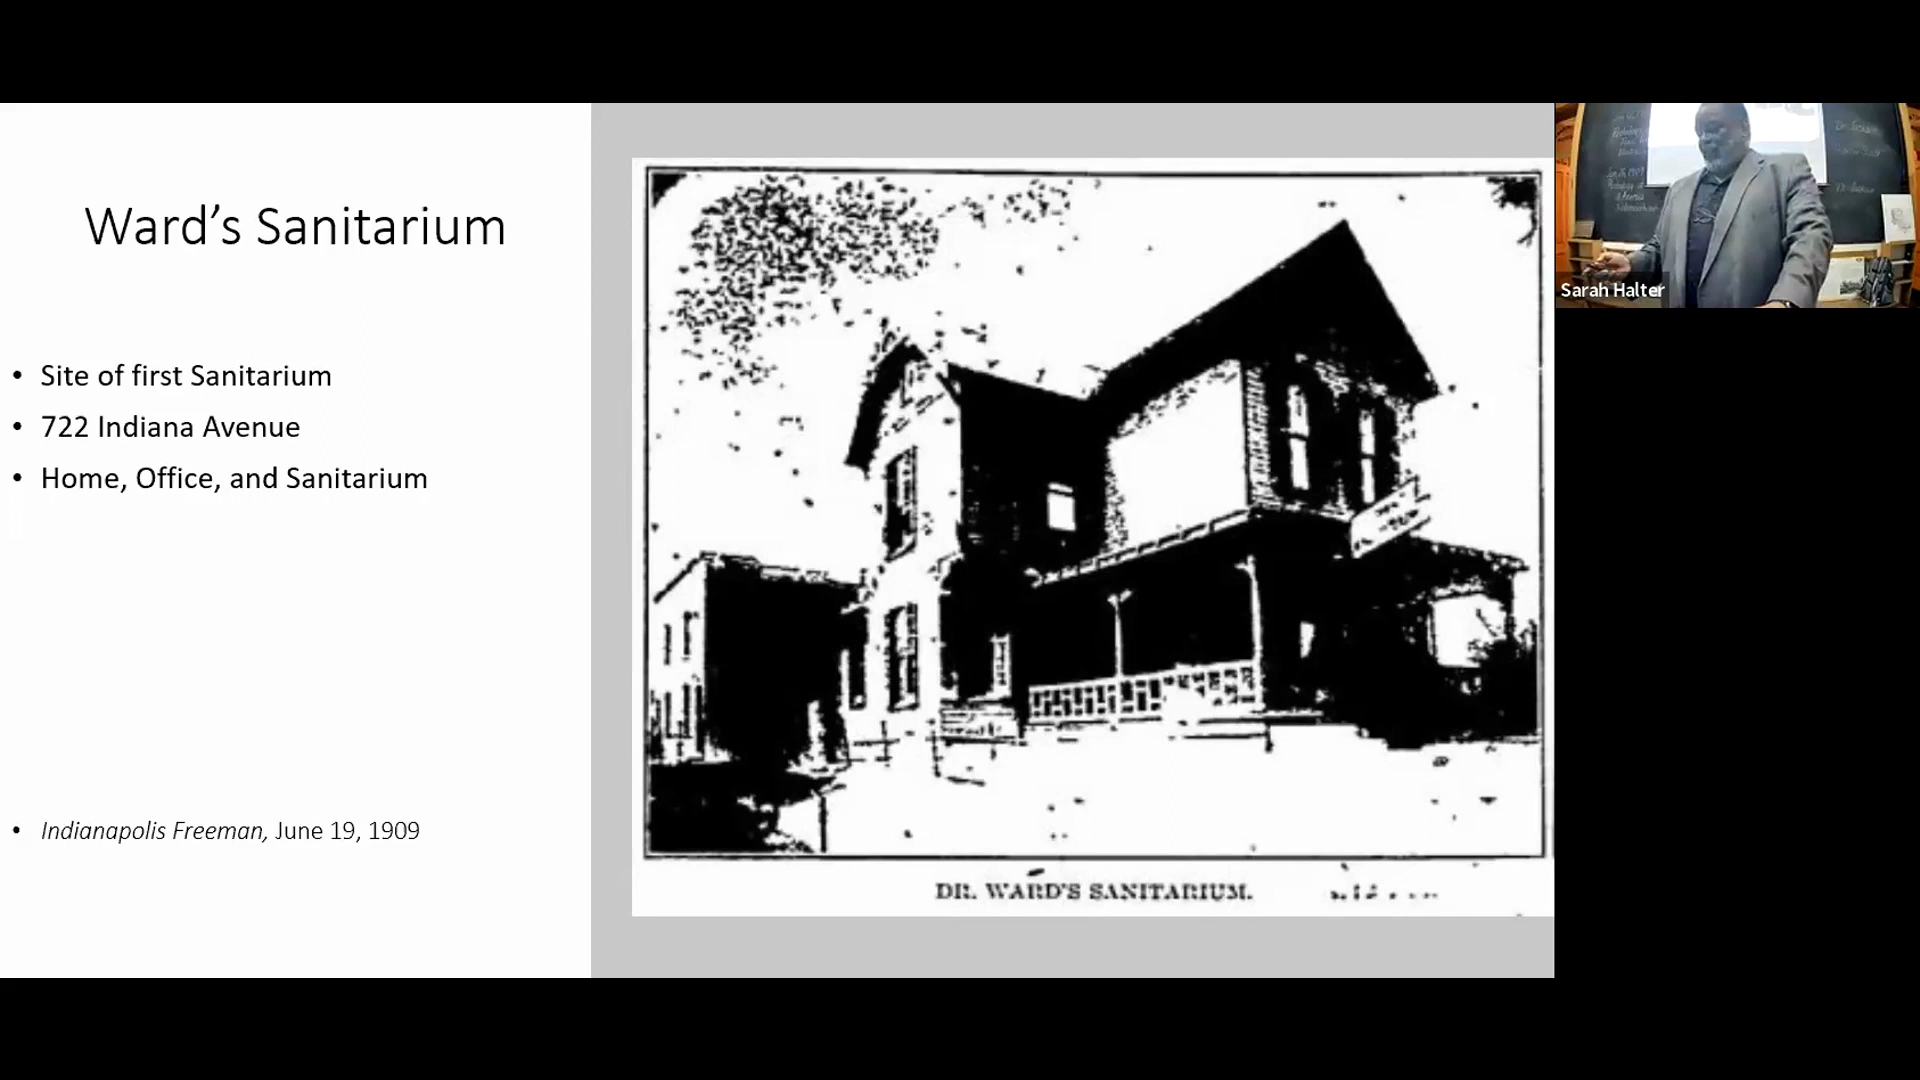 Ward’s Sanitarium
• Site of first Sanitarium
• 722 Indiana Avenue
• Home, Office, and Sanitarium
• Indianapolis Freeman, June 19, 1909
DR. WARD'S SANITARIUM.
Sarah Halter